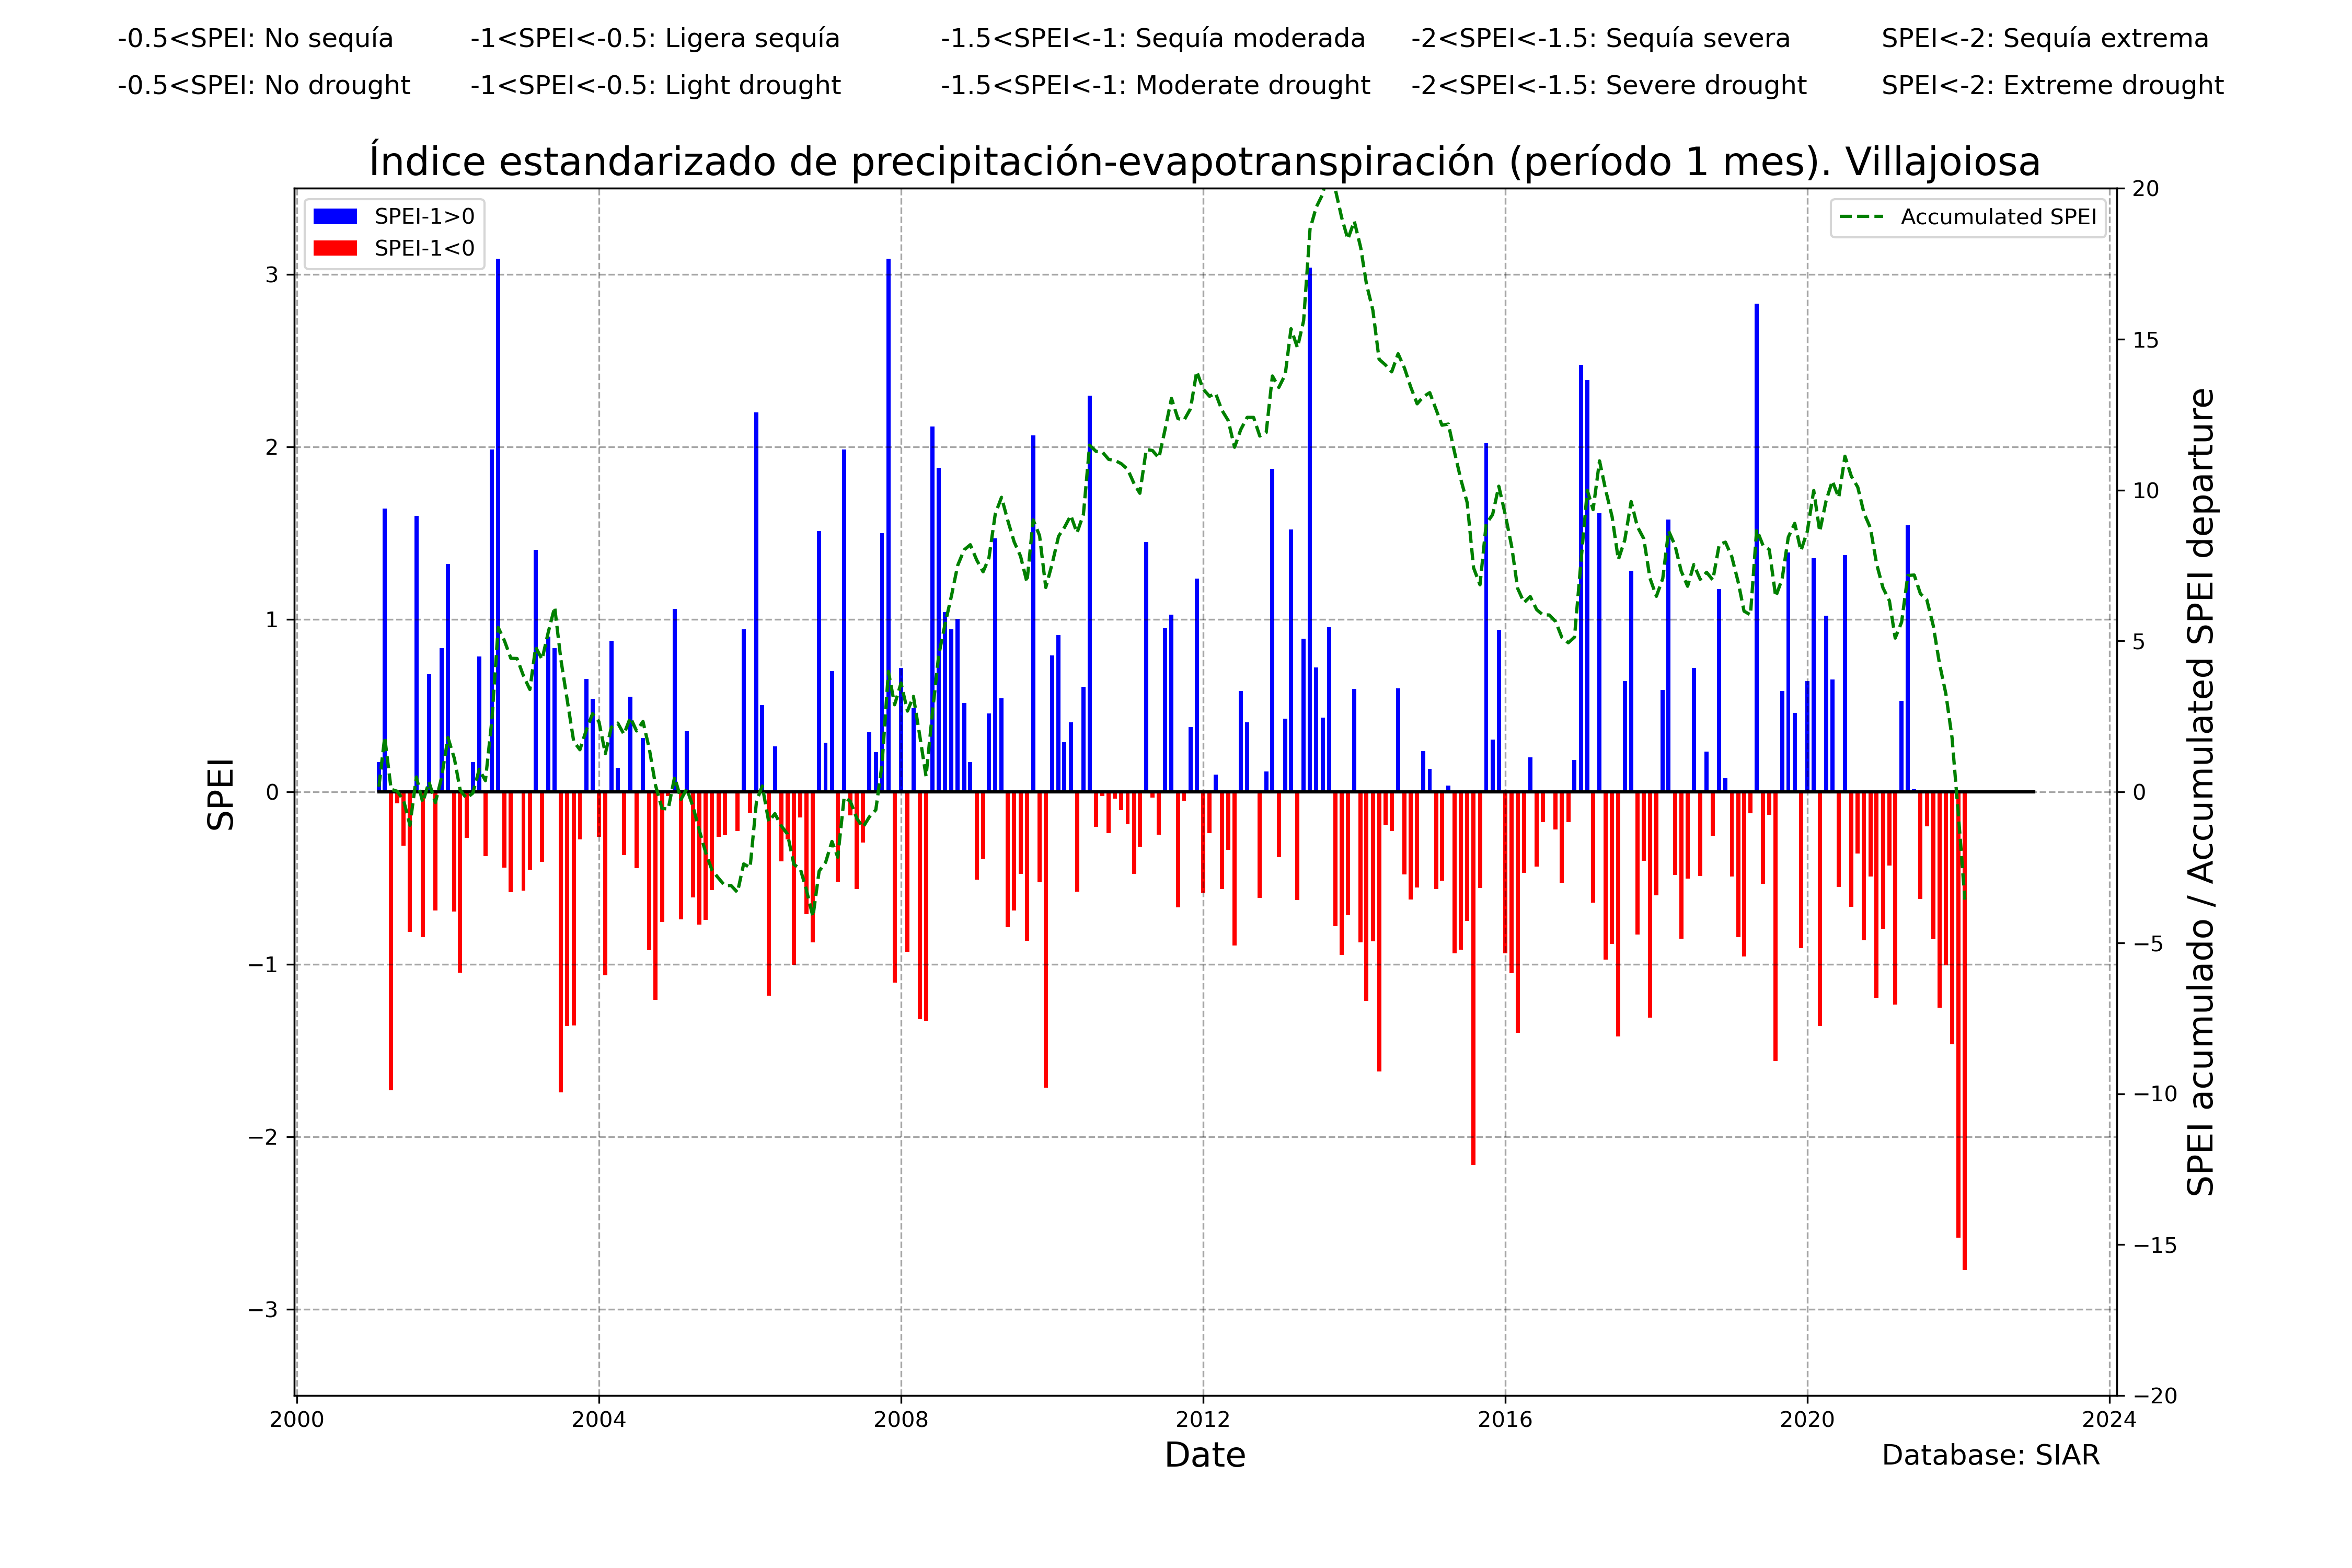 -0.5<SPEI: No sequía -1<SPEI<-0.5: Ligera sequía -1.5<SPEI<-1: Sequía moderada -2<SPEI<-1.5: Sequía severa SPEI<-2: Sequía extrema
-0.5<SPEI: No drought -1<SPEI<-0.5: Light drought -1.5<SPEI<-1: Moderate drought -2<SPEI<-1.5: Severe drought SPEI<-2: Extreme drought
Índice estandarizado de precipitación-evapotranspiración (período 1 mes). Villajoiosa
SPEI-1>0
SPEI-1<0
Accumulated SPEI
SPEI
3
2
1
0
−1
−2
−3
20
15
10
5
0
−5
−10
−15
−20
SPEI acumulado / Accumulated SPEI departure
2000 2004 2008 2012 2016 2020 2024
Date
Database: SIAR